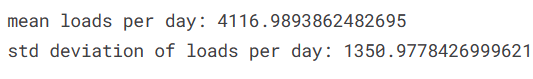 mean loads per day: 4116.9893862482695
std deviation of loads per day: 1350.9778426999621